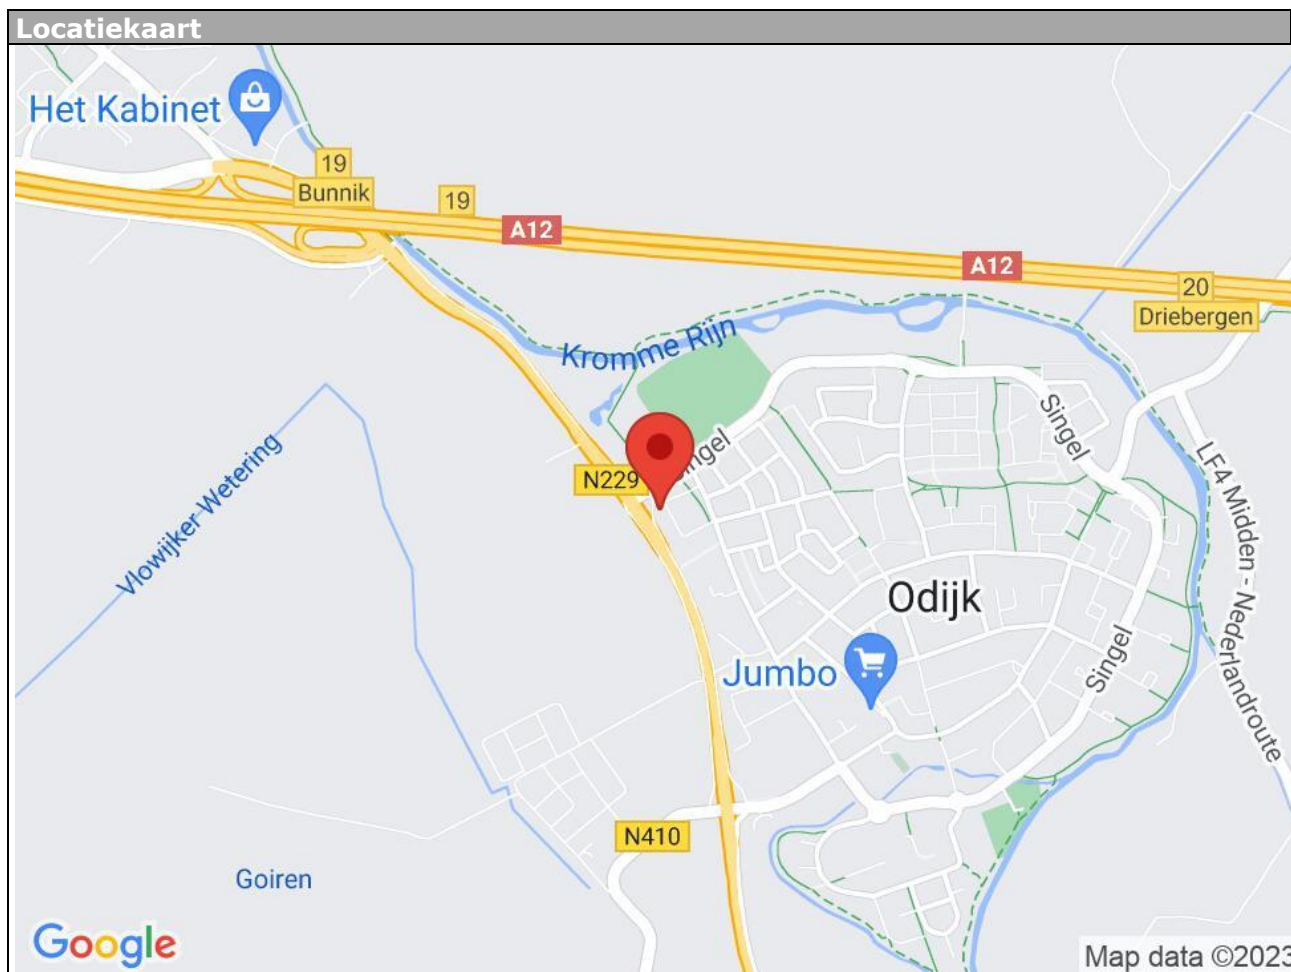 Locatiekaart
Het Kabinet
19
Bunnik
19
A12
A12
20
Driebergen
Kromme Rijn
Singel
Singel
N229
Vlowijker Wetering
LF4 Midden - Nederlandroute
Odijk
Jumbo
Singel
N410
Goiren
Google
Map data ©2023